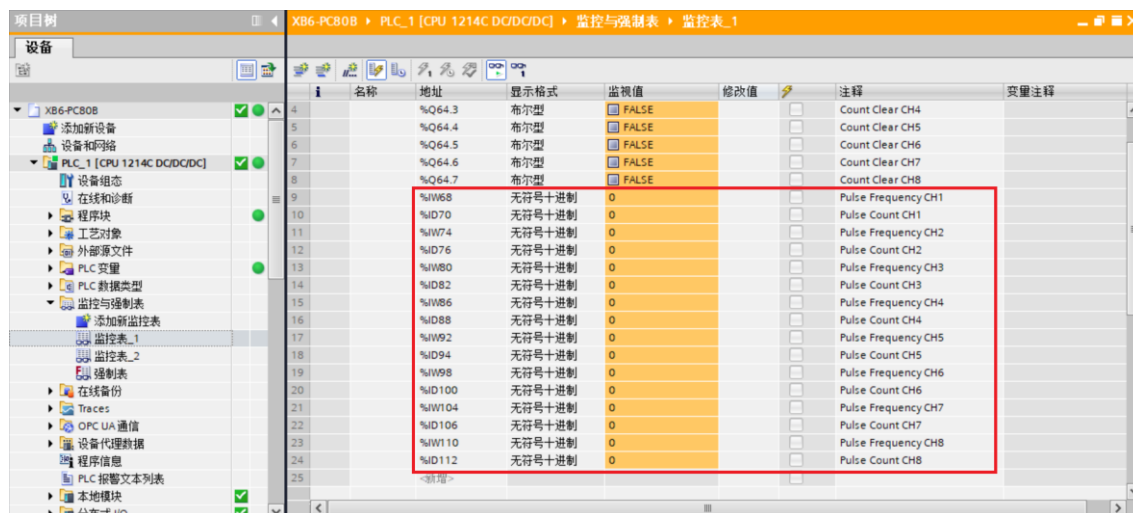 项目树
XB6-PC80B ▸ PLC_1 [CPU 1214C DC/DC/DC] ▸ 监控与强制表 ▸ 监控表_1
设备
i 名称 地址 显示格式 监视值 修改值 注释 变量注释
XB6-PC80B
添加新设备
设备和网络
PLC_1 [CPU 1214C DC/DC/DC]
设备组态
在线和诊断
程序块
工艺对象
外部源文件
PLC 变量
PLC 数据类型
监控与强制表
添加新监控表
监控表_1
监控表_2
强制表
在线备份
Traces
OPC UA 通信
设备代理数据
程序信息
PLC 报警文本列表
本地模块
分布式 I/O
4 %Q64.3 布尔型 FALSE Count Clear CH4
5 %Q64.4 布尔型 FALSE Count Clear CH5
6 %Q64.5 布尔型 FALSE Count Clear CH6
7 %Q64.6 布尔型 FALSE Count Clear CH7
8 %Q64.7 布尔型 FALSE Count Clear CH8
9 %IW68 无符号十进制 0 Pulse Frequency CH1
10 %ID70 无符号十进制 0 Pulse Count CH1
11 %IW74 无符号十进制 0 Pulse Frequency CH2
12 %ID76 无符号十进制 0 Pulse Count CH2
13 %IW80 无符号十进制 0 Pulse Frequency CH3
14 %ID82 无符号十进制 0 Pulse Count CH3
15 %IW86 无符号十进制 0 Pulse Frequency CH4
16 %ID88 无符号十进制 0 Pulse Count CH4
17 %IW92 无符号十进制 0 Pulse Frequency CH5
18 %ID94 无符号十进制 0 Pulse Count CH5
19 %IW98 无符号十进制 0 Pulse Frequency CH6
20 %ID100 无符号十进制 0 Pulse Count CH6
21 %IW104 无符号十进制 0 Pulse Frequency CH7
22 %ID106 无符号十进制 0 Pulse Count CH7
23 %IW110 无符号十进制 0 Pulse Frequency CH8
24 %ID112 无符号十进制 0 Pulse Count CH8
25 <新增>